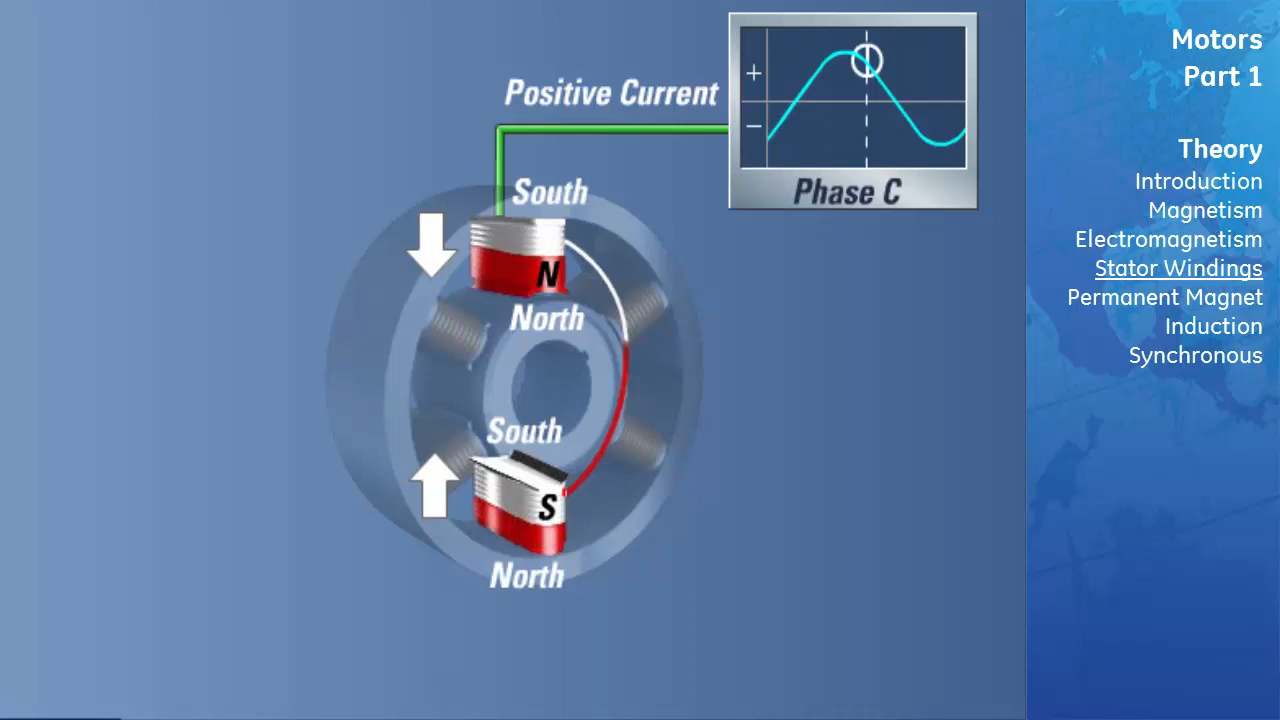 Positive Current
+
−
Phase C
South
N
North
South
S
North
Motors
Part 1
Theory
Introduction
Magnetism
Electromagnetism
Stator Windings
Permanent Magnet
Induction
Synchronous